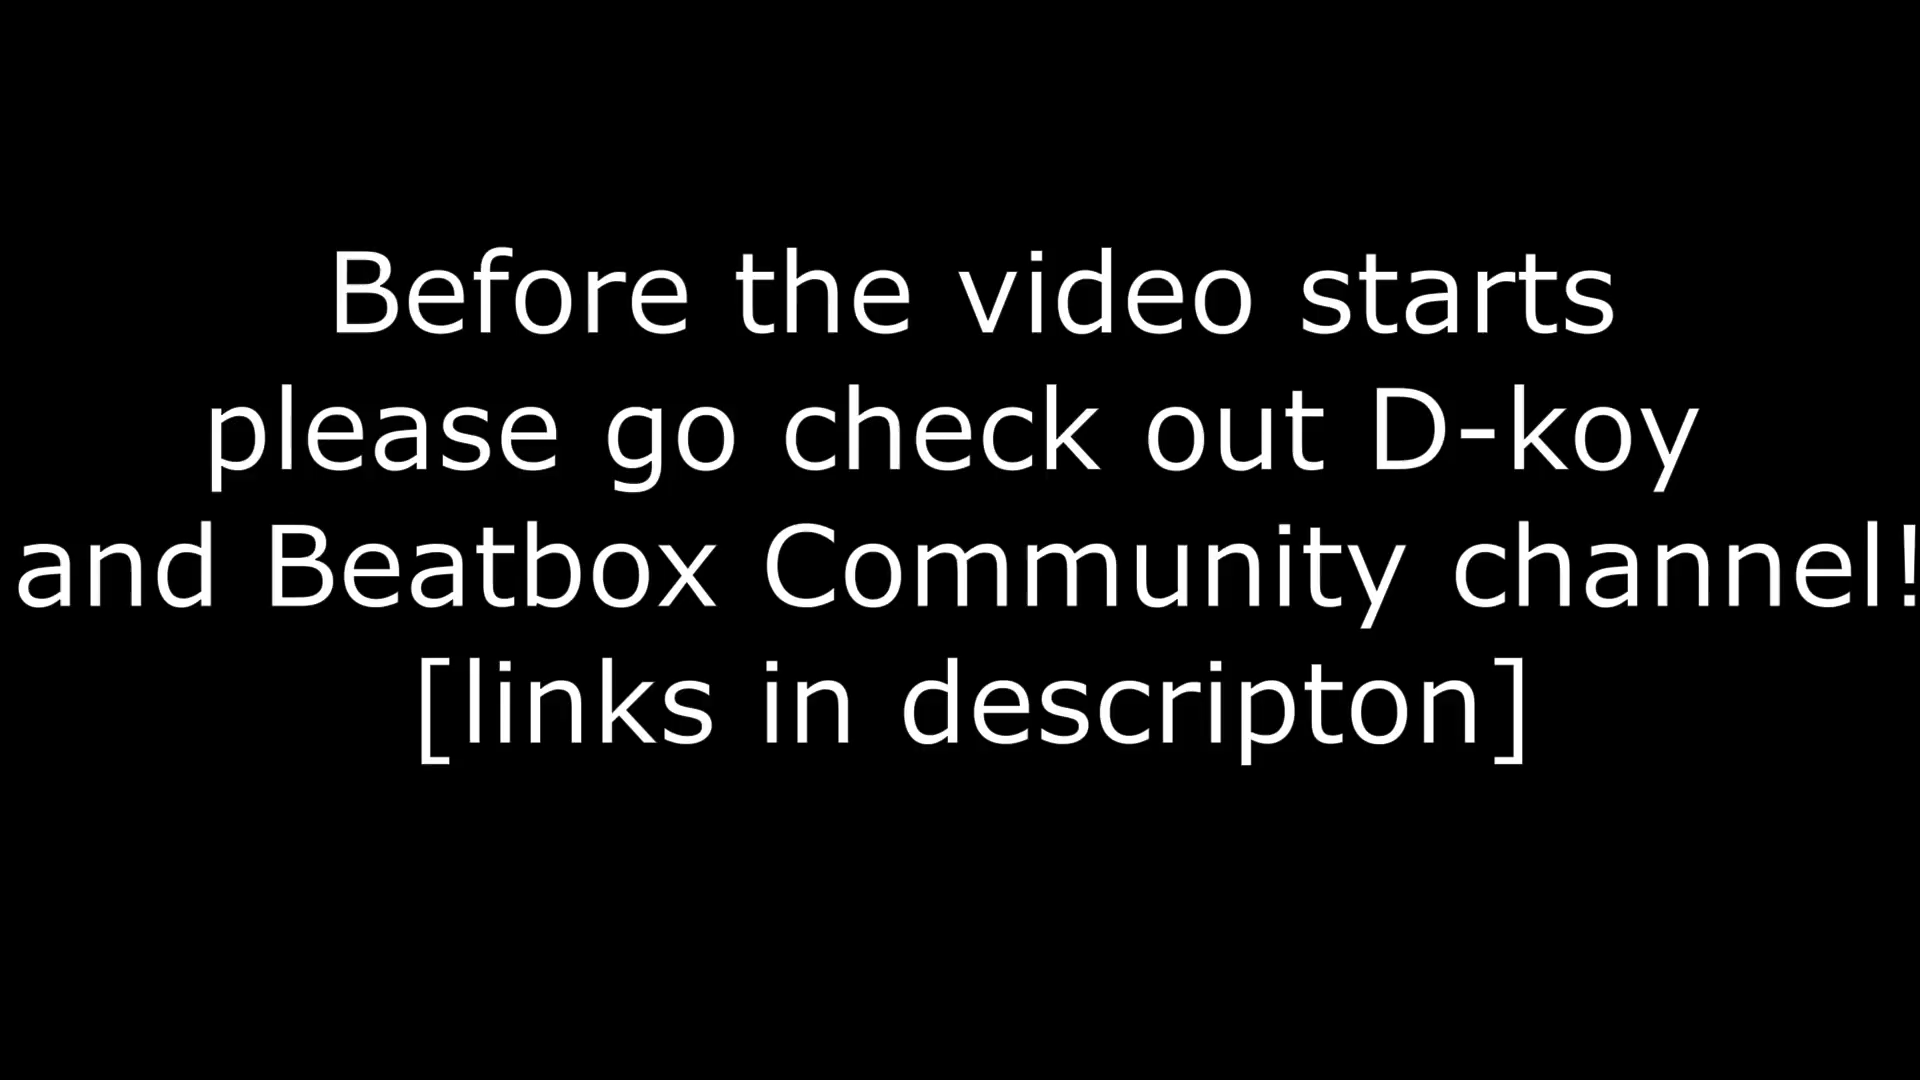 Before the video starts
please go check out D-koy
and Beatbox Community channel!
[links in descripton]